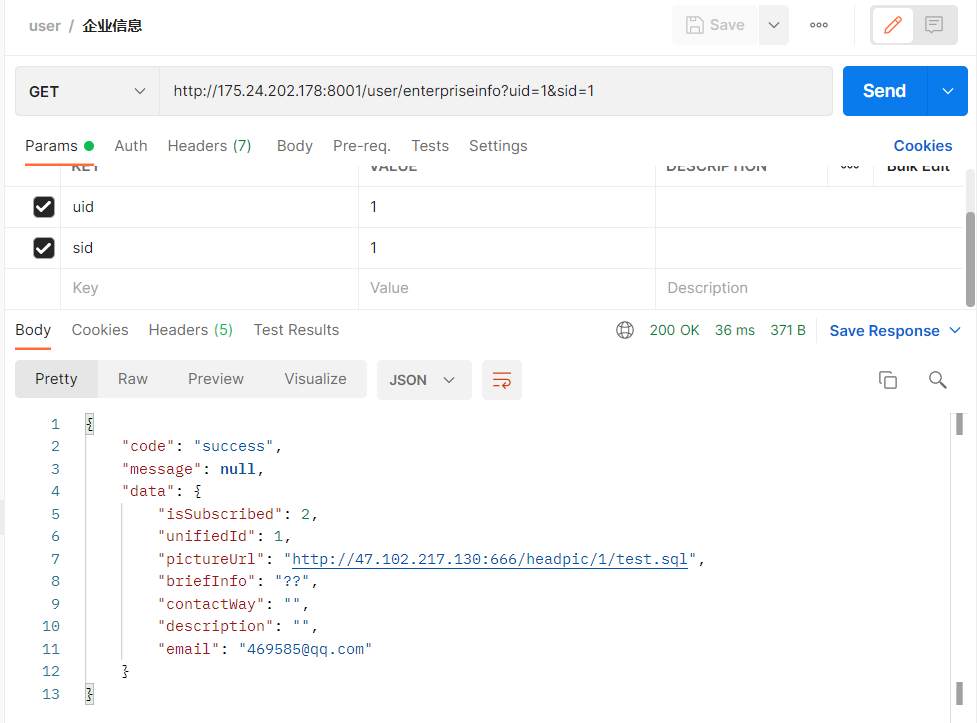 user / 企业信息
Save
GET http://175.24.202.178:8001/user/enterpriseinfo?uid=1&sid=1 Send
Params Auth Headers (7) Body Pre-req. Tests Settings Cookies
KEY VALUE DESCRIPTION Bulk Edit
uid 1
sid 1
Key Value Description
Body Cookies Headers (5) Test Results 200 OK 36 ms 371 B Save Response
Pretty Raw Preview Visualize JSON
1 {
2 "code": "success",
3 "message": null,
4 "data": {
5 "isSubscribed": 2,
6 "unifiedId": 1,
7 "pictureUrl": "http://47.102.217.130:666/headpic/1/test.sql",
8 "briefInfo": "??",
9 "contactWay": "",
10 "description": "",
11 "email": "469585@qq.com"
12 }
13 }